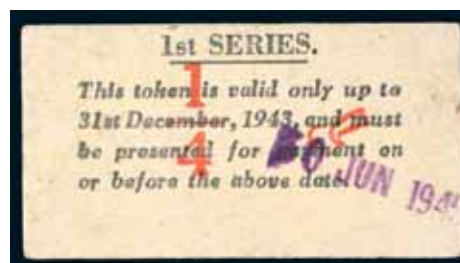 1st SERIES.
This token is valid only up to
31st December, 1943, and must
be presented for payment on
or before the above date.
1
4
JUN 194